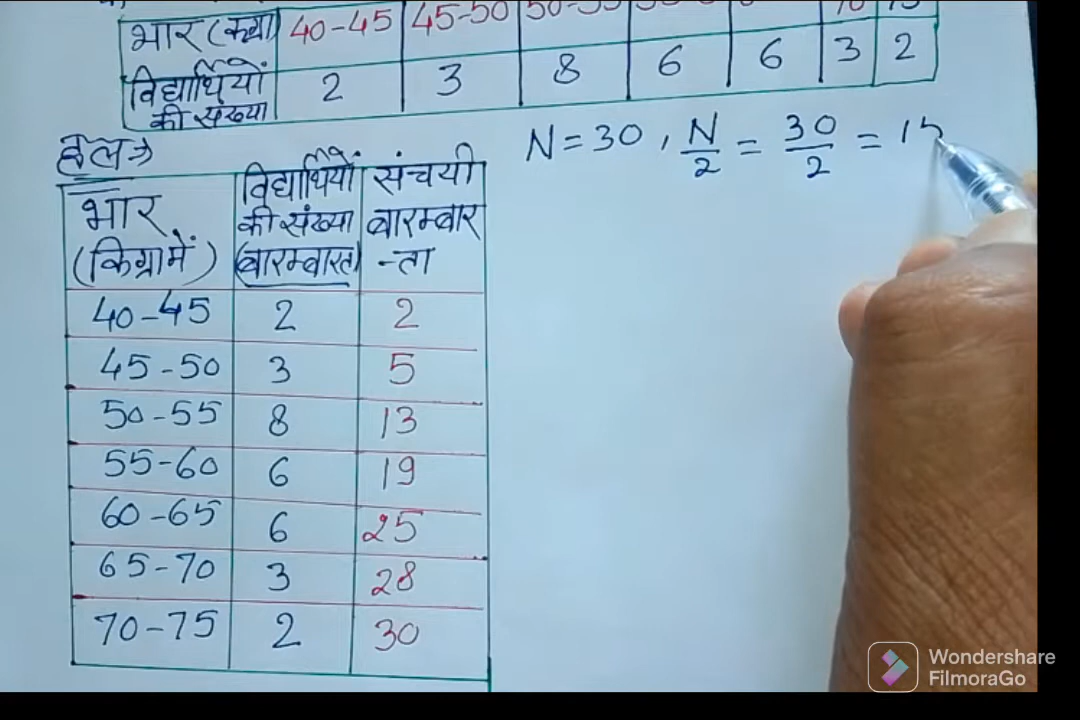 भार (कि०ग्रा) 40-45 45-50 50-55
विद्यार्थियों की संख्या 2 3 8 6 6 3 2
हल→
N = 30, N/2 = 30/2 = 15
भार (किग्रा में) विद्यार्थियों की संख्या (बारम्बारता) संचयी बारम्बार-ता
40-45 2 2
45-50 3 5
50-55 8 13
55-60 6 19
60-65 6 25
65-70 3 28
70-75 2 30
Wondershare
FilmoraGo